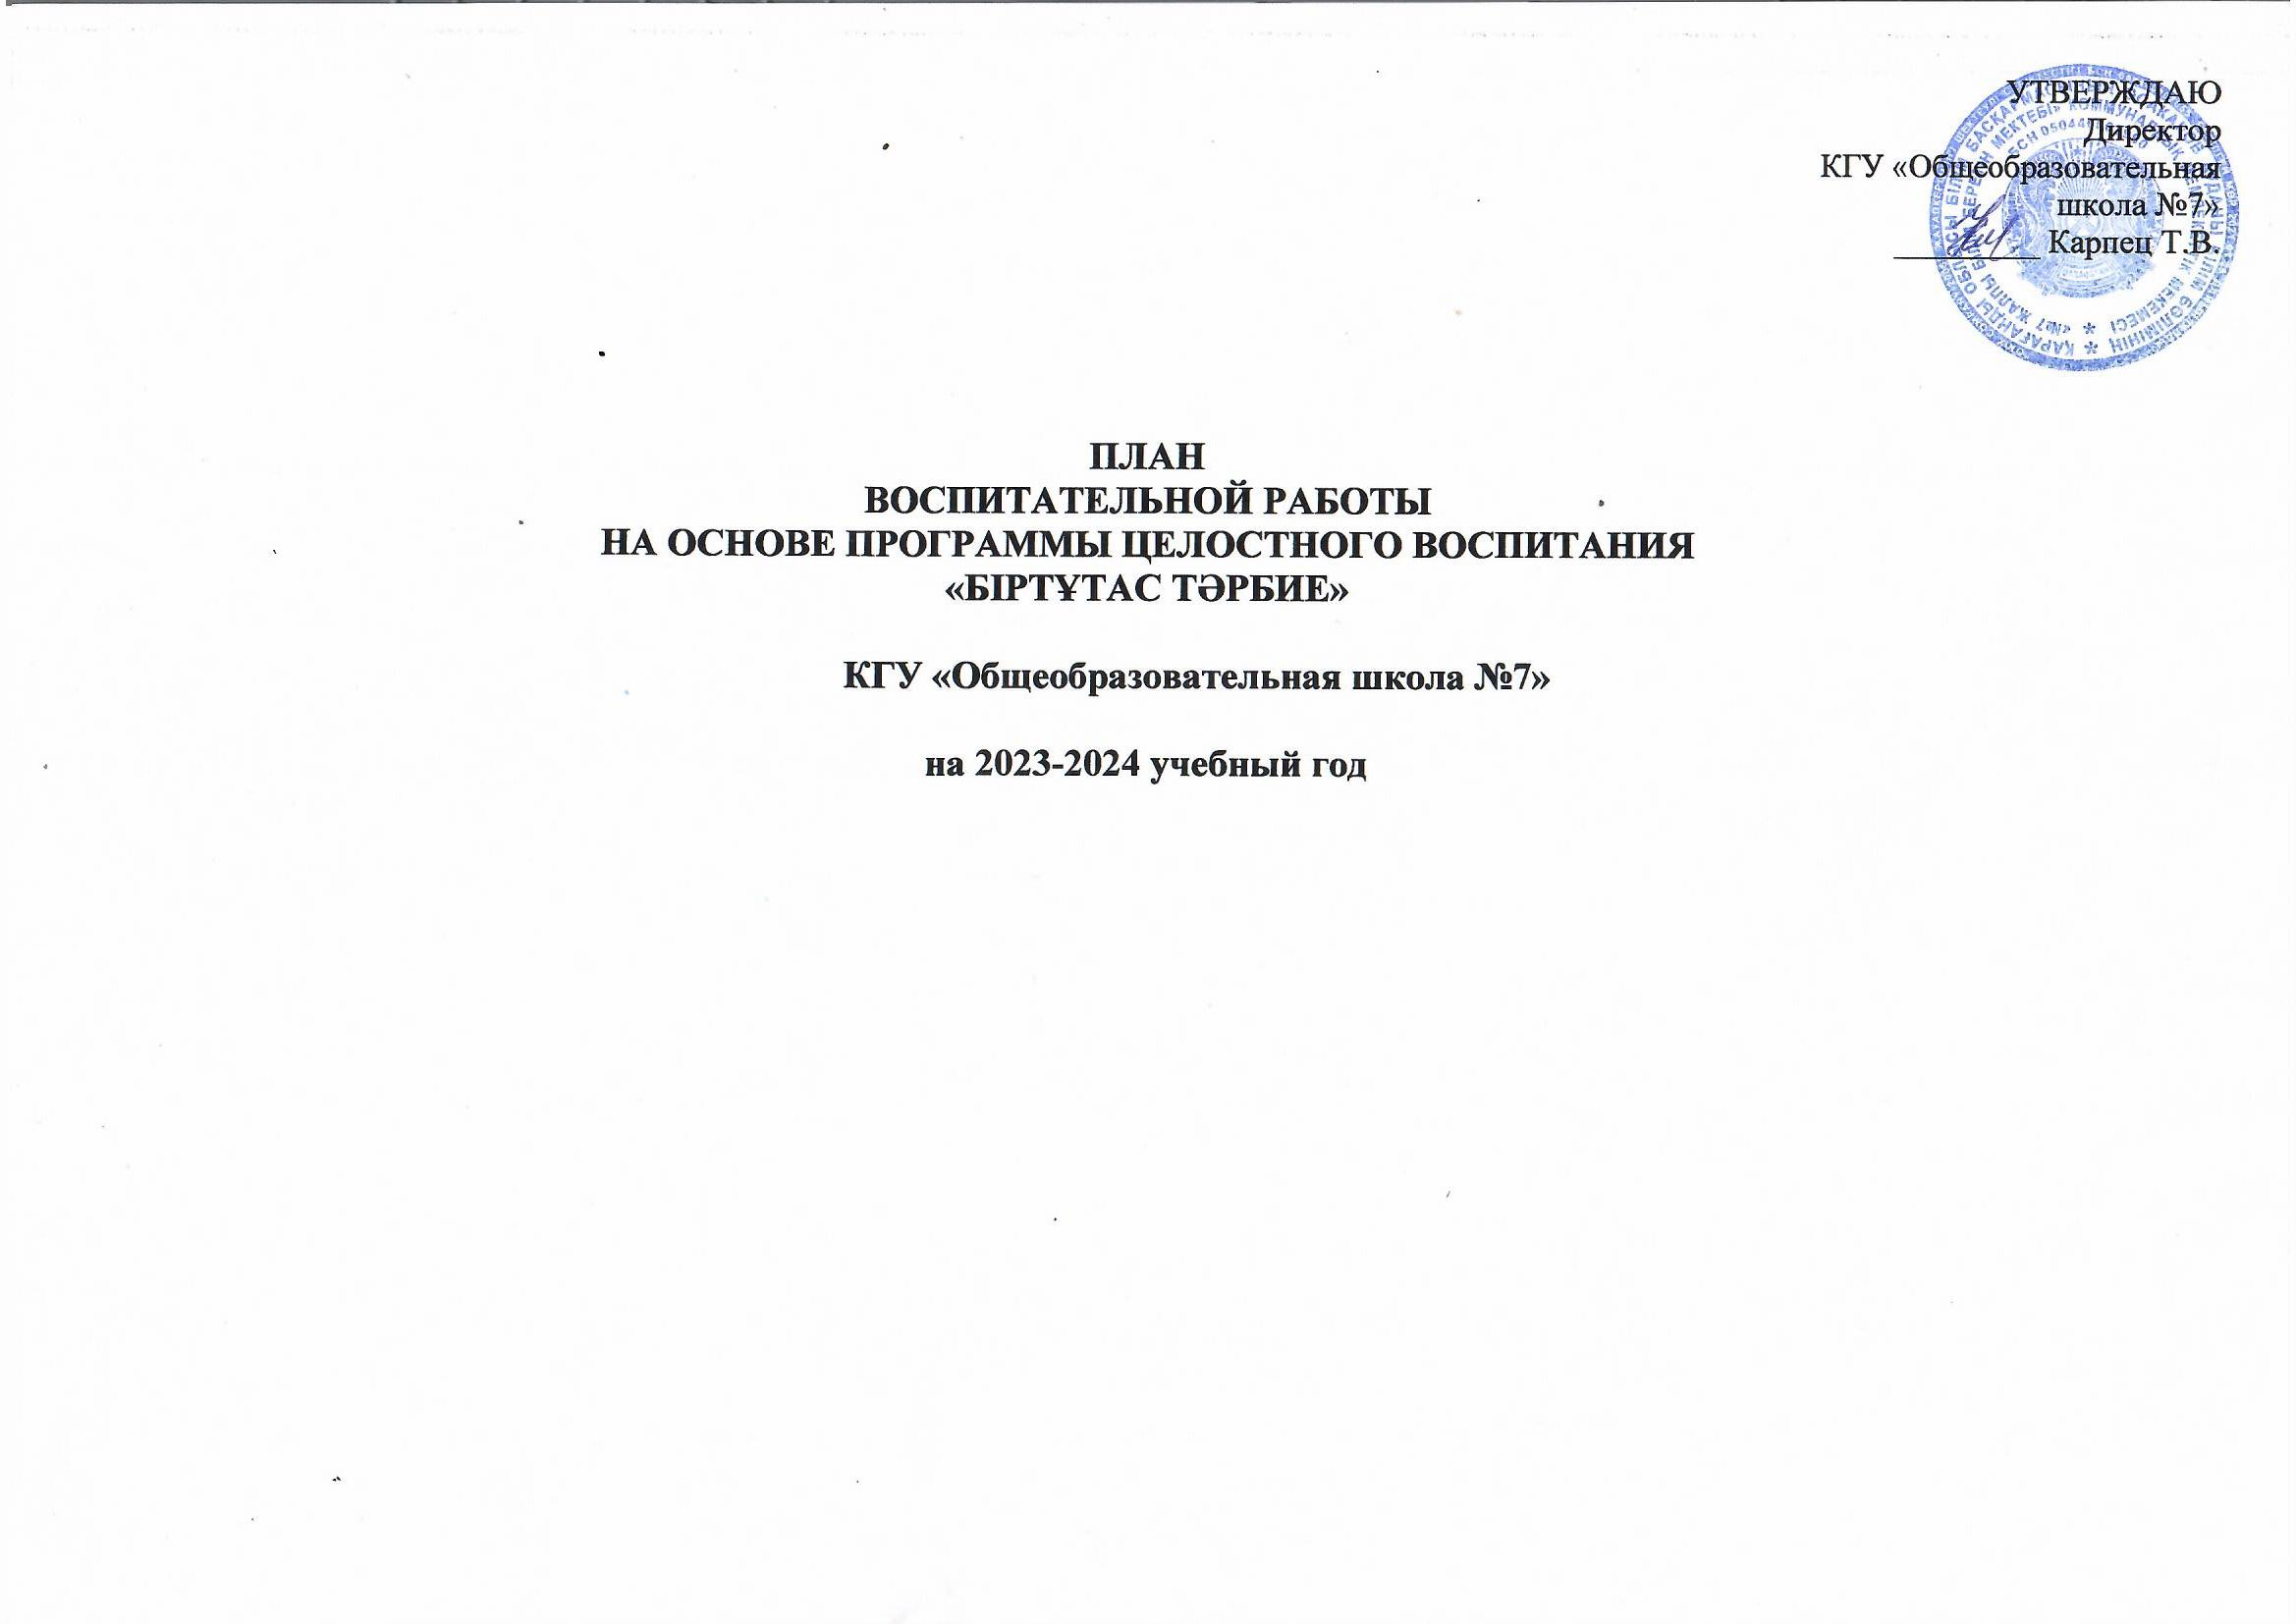 УТВЕРЖДАЮ
Директор
КГУ «Общеобразовательная
школа №7»
_________ Карпец Т.В.
ПЛАН
ВОСПИТАТЕЛЬНОЙ РАБОТЫ
НА ОСНОВЕ ПРОГРАММЫ ЦЕЛОСТНОГО ВОСПИТАНИЯ
«БІРТҰТАС ТӘРБИЕ»
КГУ «Общеобразовательная школа №7»
на 2023-2024 учебный год